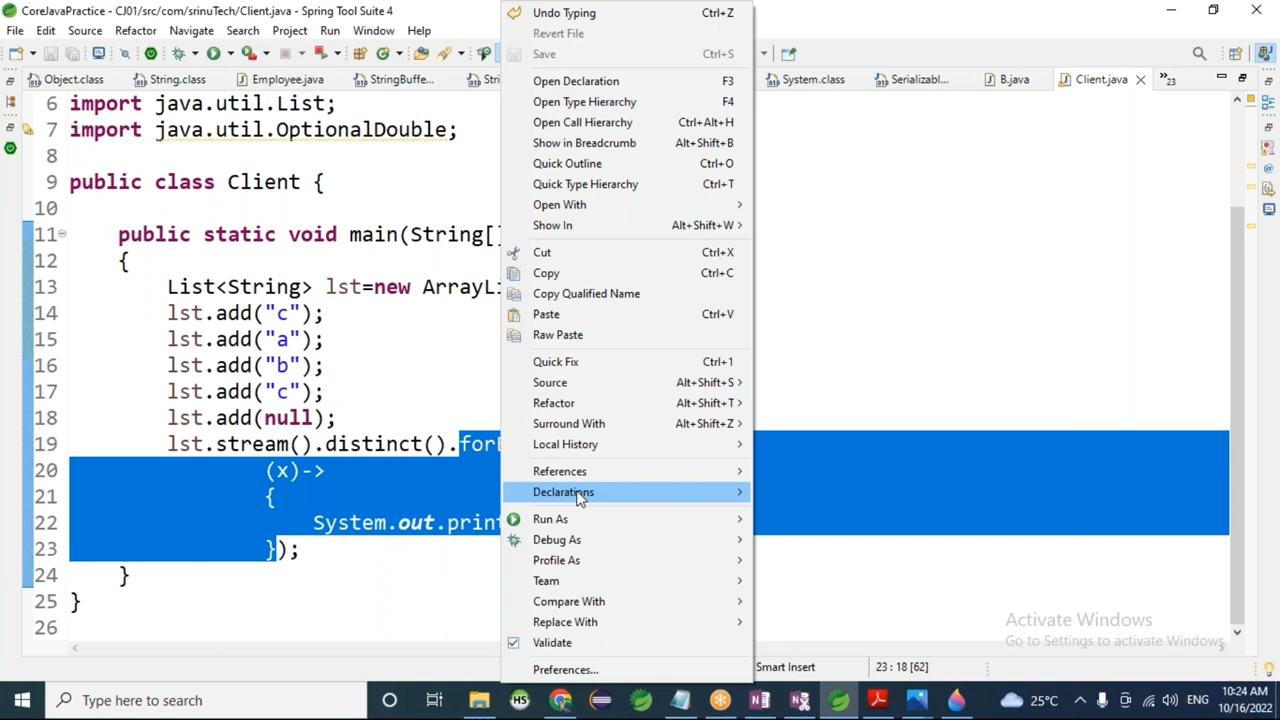 CoreJavaPractice - CJ01/src/com/srinuTech/Client.java - Spring Tool Suite 4
File Edit Source Refactor Navigate Search Project Run Window Help
Object.class String.class Employee.java StringBuffe... Stri System.class Serializabl... B.java Client.java 23
6 import java.util.List;
7 import java.util.OptionalDouble;
8
9 public class Client {
10
11 public static void main(String[]
12 {
13 List<String> lst=new ArrayLi
14 lst.add("c");
15 lst.add("a");
16 lst.add("b");
17 lst.add("c");
18 lst.add(null);
19 lst.stream().distinct().forE
20 (x)->
21 {
22 System.out.print
23 });
24 }
25 }
26
Undo Typing Ctrl+Z
Revert File
Save Ctrl+S
Open Declaration F3
Open Type Hierarchy F4
Open Call Hierarchy Ctrl+Alt+H
Show in Breadcrumb Alt+Shift+B
Quick Outline Ctrl+O
Quick Type Hierarchy Ctrl+T
Open With
Show In Alt+Shift+W
Cut Ctrl+X
Copy Ctrl+C
Copy Qualified Name
Paste Ctrl+V
Raw Paste
Quick Fix Ctrl+1
Source Alt+Shift+S
Refactor Alt+Shift+T
Surround With Alt+Shift+Z
Local History
References
Declarations
Run As
Debug As
Profile As
Team
Compare With
Replace With
Validate
Preferences...
Activate Windows
Go to Settings to activate Windows.
Smart Insert 23 : 18 [62]
Type here to search
25°C ENG 10:24 AM
10/16/2022